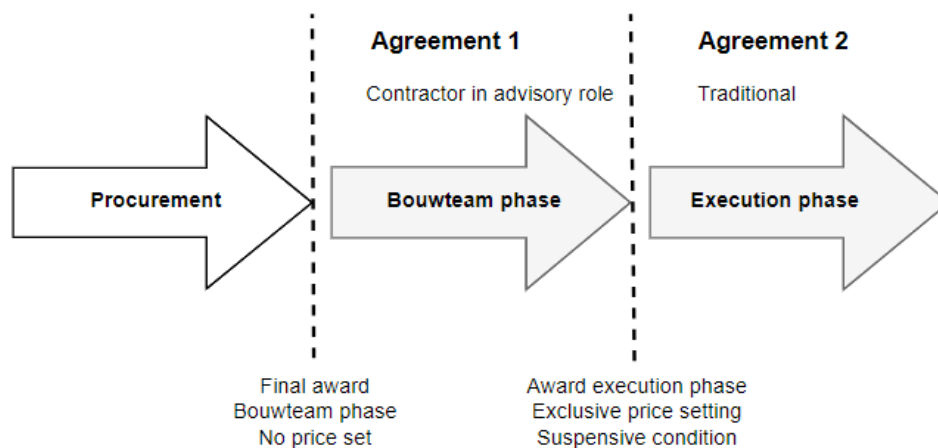 Agreement 1
Agreement 2
Contractor in advisory role
Traditional
Procurement
Bouwteam phase
Execution phase
Final award
Bouwteam phase
No price set
Award execution phase
Exclusive price setting
Suspensive condition